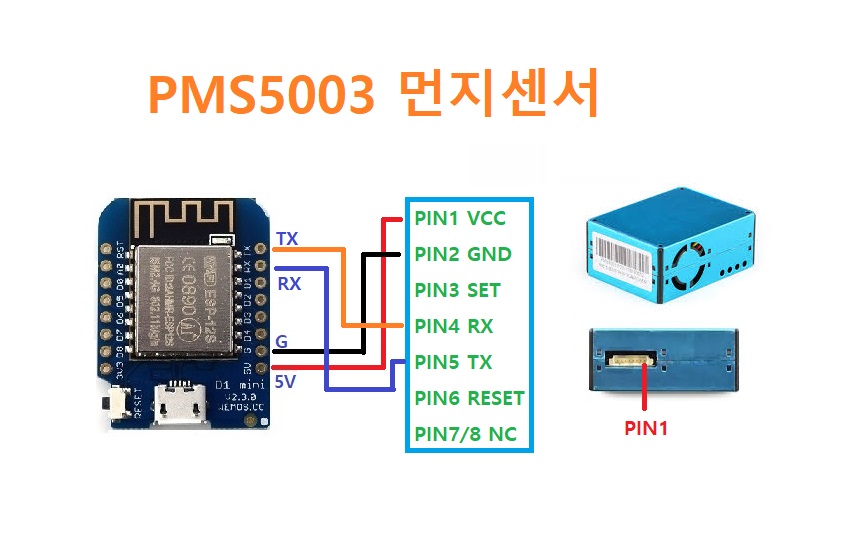 PMS5003 먼지센서
TX
RX
G
5V
PIN1 VCC
PIN2 GND
PIN3 SET
PIN4 RX
PIN5 TX
PIN6 RESET
PIN7/8 NC
PIN1
RST
A0
D0
D5
D6
D7
D8
3V3
TX
RX
D1
D2
D3
D4
G
5V
ESP-12S
RESET
D1 mini
V2.3.0
WEMOS.CC